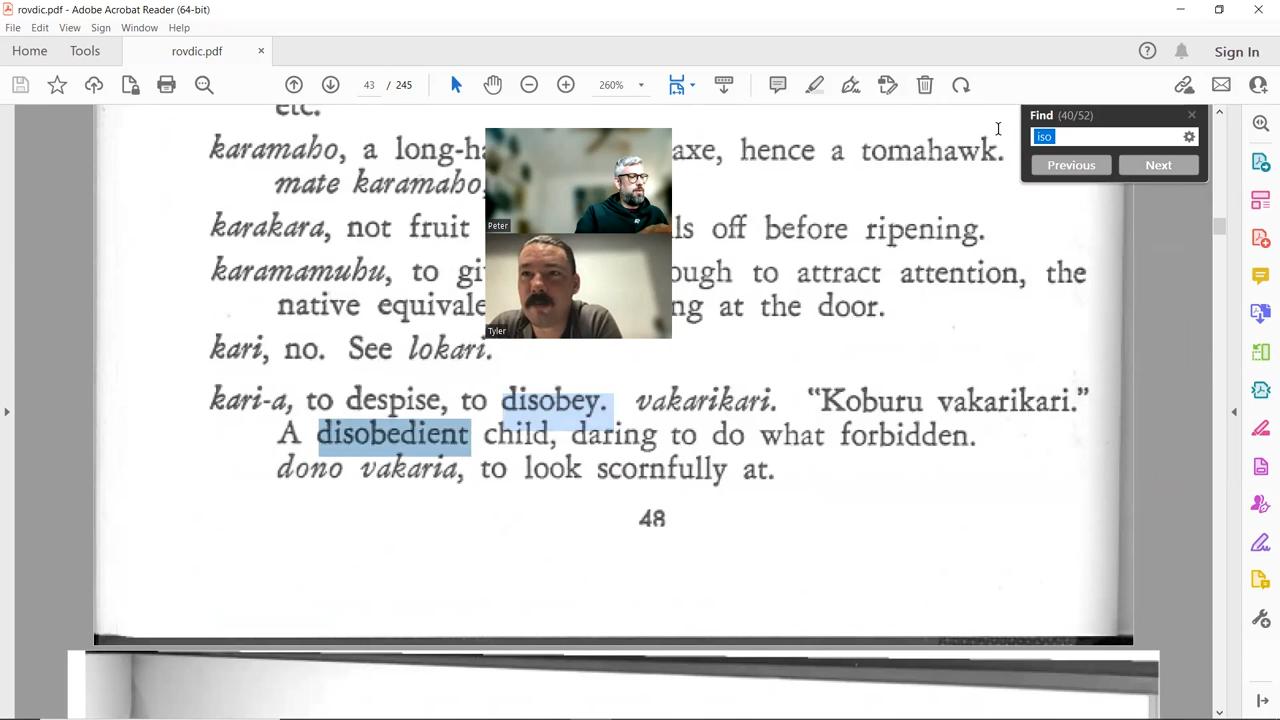 rovdic.pdf - Adobe Acrobat Reader (64-bit)
File Edit View Sign Window Help
Home Tools rovdic.pdf × Sign In
43 / 245 260%
Find (40/52)
iso
Previous Next
etc.
karamaho, a long-ha axe, hence a tomahawk.
mate karamaho,
karakara, not fruit ls off before ripening.
karamamuhu, to gi ough to attract attention, the
native equivale ng at the door.
kari, no. See lokari.
kari-a, to despise, to disobey. vakarikari. “Koburu vakarikari.”
A disobedient child, daring to do what forbidden.
dono vakaria, to look scornfully at.
48
Peter
Tyler